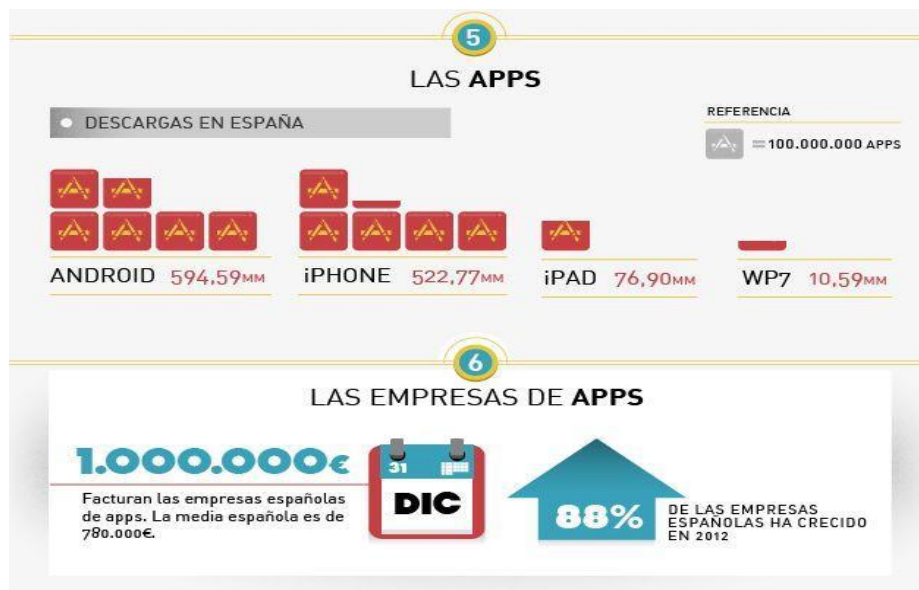 5
LAS APPS
DESCARGAS EN ESPAÑA
REFERENCIA
= 100.000.000 APPS
ANDROID 594,59MM
iPHONE 522,77MM
iPAD 76,90MM
WP7 10,59MM
6
LAS EMPRESAS DE APPS
1.000.000€
Facturan las empresas españolas
de apps. La media española es de
780.000€.
31
DIC
88%
DE LAS EMPRESAS
ESPAÑOLAS HA CRECIDO
EN 2012